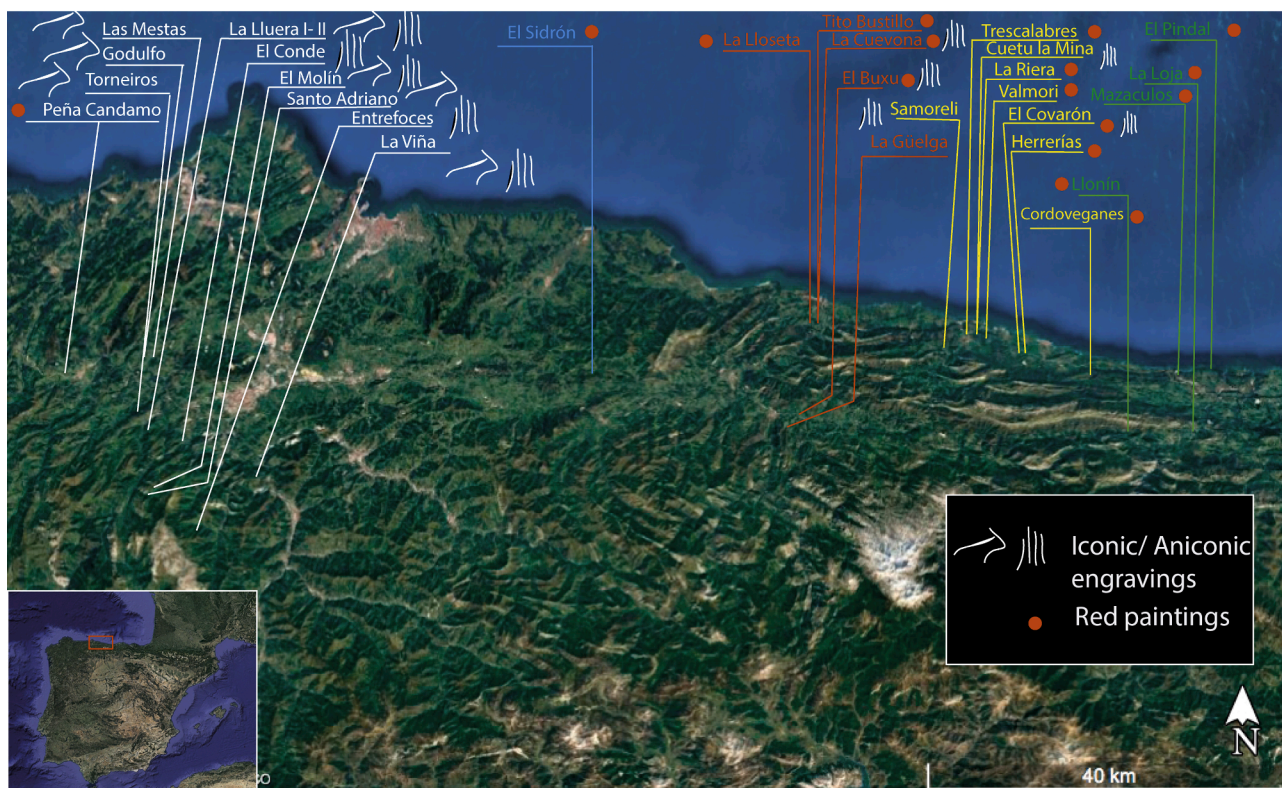 Las Mestas
Godulfo
Torneiros
Peña Candamo
La Lluera I- II
El Conde
El Molín
Santo Adriano
Entrefoces
La Viña
El Sidrón
La Lloseta
Tito Bustillo
La Cuevona
El Buxu
Samoreli
La Güelga
Trescalabres
Cuetu la Mina
La Riera
Valmori
El Covarón
Herrerías
Llonín
Cordoveganes
El Pindal
La Loja
Mazaculos
Iconic/ Aniconic
engravings
Red paintings
N
40 km